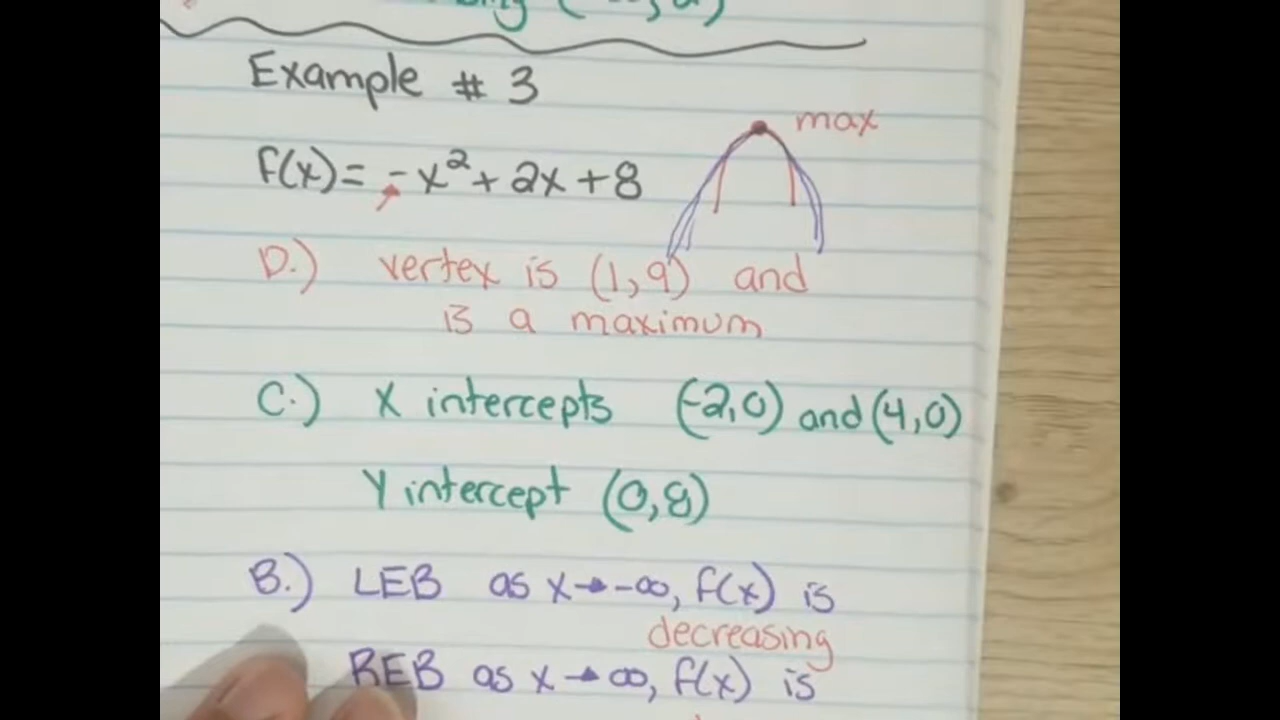 Example # 3
f(x) = -x² + 2x + 8
max
D.) vertex is (1,9) and
is a maximum
C.) X intercepts (-2,0) and (4,0)
Y intercept (0,8)
B.) LEB as x→-∞, f(x) is
decreasing
REB as x→∞, f(x) is